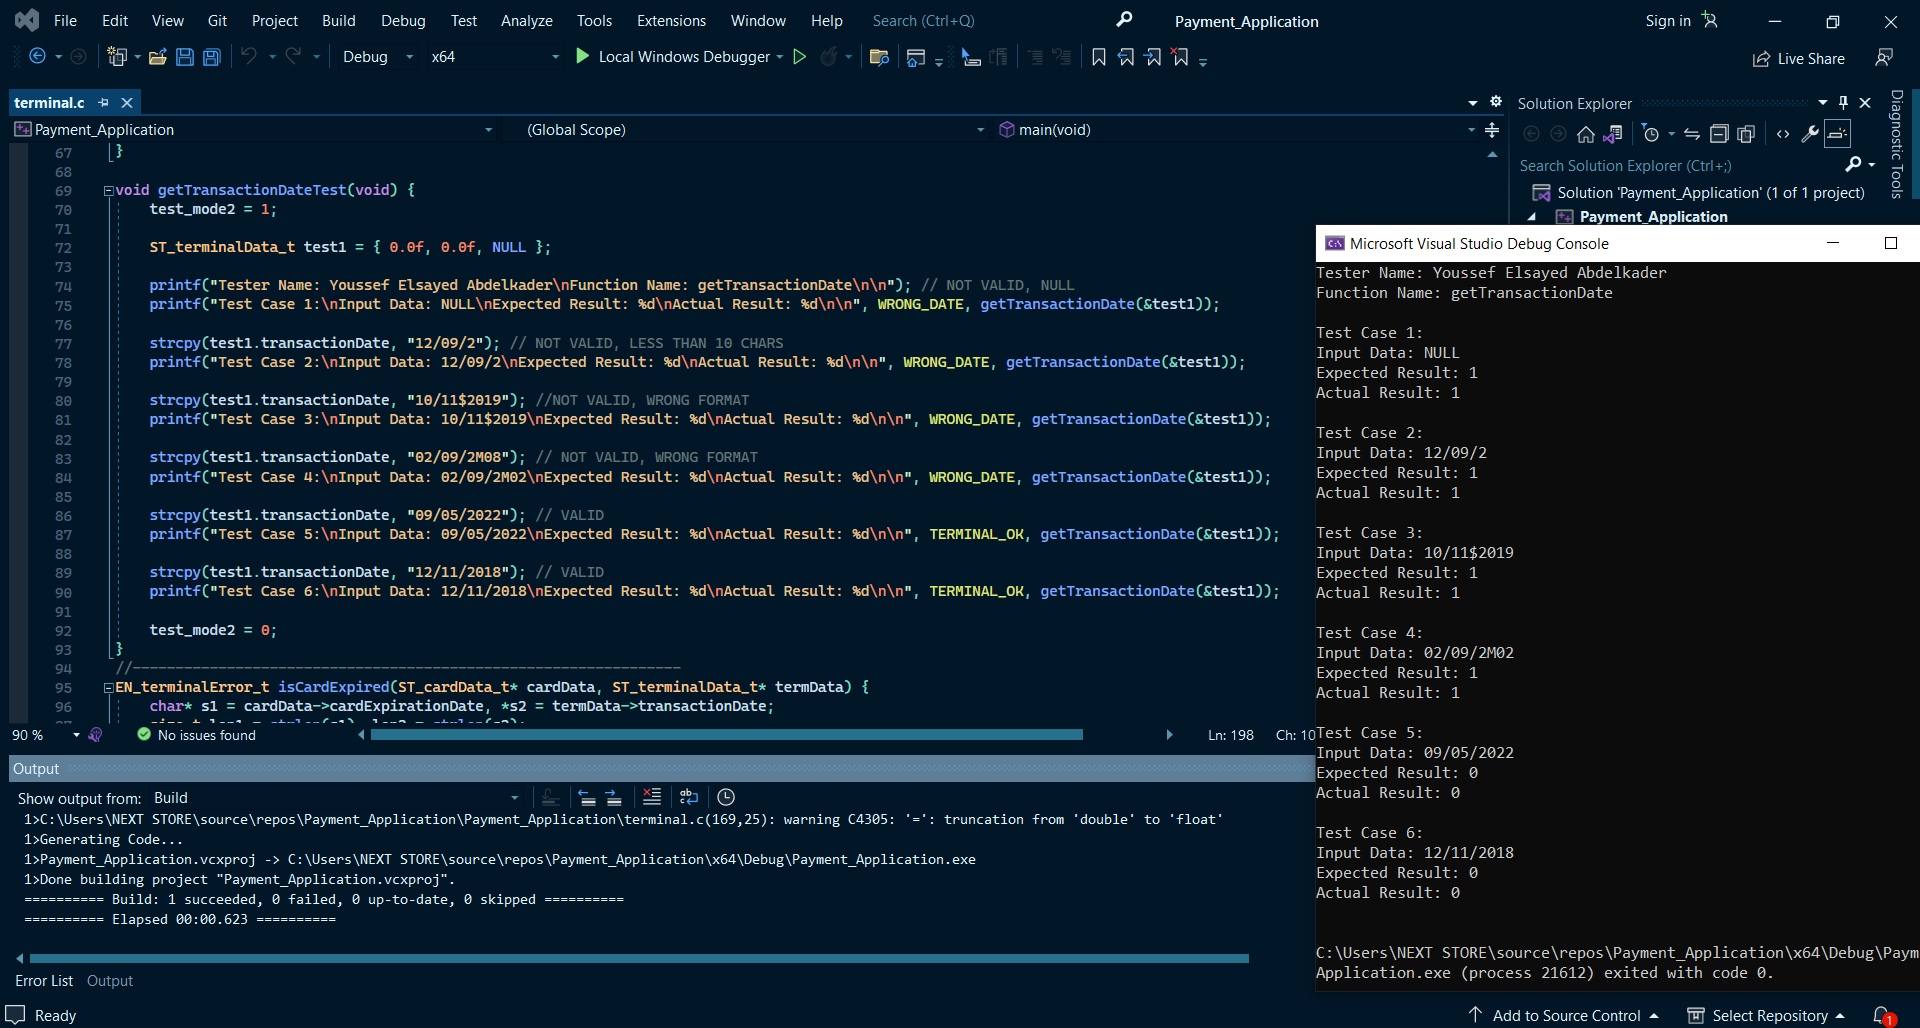 File Edit View Git Project Build Debug Test Analyze Tools Extensions Window Help Search (Ctrl+Q) Payment_Application Sign in
Debug x64 Local Windows Debugger Live Share
terminal.c
Payment_Application (Global Scope) main(void)
67 }
68
69 void getTransactionDateTest(void) {
70 test_mode2 = 1;
71
72 ST_terminalData_t test1 = { 0.0f, 0.0f, NULL };
73
74 printf("Tester Name: Youssef Elsayed Abdelkader\nFunction Name: getTransactionDate\n\n"); // NOT VALID, NULL
75 printf("Test Case 1:\nInput Data: NULL\nExpected Result: %d\nActual Result: %d\n\n", WRONG_DATE, getTransactionDate(&test1));
76
77 strcpy(test1.transactionDate, "12/09/2"); // NOT VALID, LESS THAN 10 CHARS
78 printf("Test Case 2:\nInput Data: 12/09/2\nExpected Result: %d\nActual Result: %d\n\n", WRONG_DATE, getTransactionDate(&test1));
79
80 strcpy(test1.transactionDate, "10/11$2019"); //NOT VALID, WRONG FORMAT
81 printf("Test Case 3:\nInput Data: 10/11$2019\nExpected Result: %d\nActual Result: %d\n\n", WRONG_DATE, getTransactionDate(&test1));
82
83 strcpy(test1.transactionDate, "02/09/2M08"); // NOT VALID, WRONG FORMAT
84 printf("Test Case 4:\nInput Data: 02/09/2M02\nExpected Result: %d\nActual Result: %d\n\n", WRONG_DATE, getTransactionDate(&test1));
85
86 strcpy(test1.transactionDate, "09/05/2022"); // VALID
87 printf("Test Case 5:\nInput Data: 09/05/2022\nExpected Result: %d\nActual Result: %d\n\n", TERMINAL_OK, getTransactionDate(&test1));
88
89 strcpy(test1.transactionDate, "12/11/2018"); // VALID
90 printf("Test Case 6:\nInput Data: 12/11/2018\nExpected Result: %d\nActual Result: %d\n\n", TERMINAL_OK, getTransactionDate(&test1));
91
92 test_mode2 = 0;
93 }
94 //----------------------------------------------------------------
95 EN_terminalError_t isCardExpired(ST_cardData_t* cardData, ST_terminalData_t* termData) {
96 char* s1 = cardData->cardExpirationDate, *s2 = termData->transactionDate;
90 % No issues found Ln: 198 Ch: 10
Output
Show output from: Build
1>C:\Users\NEXT STORE\source\repos\Payment_Application\Payment_Application\terminal.c(169,25): warning C4305: '=': truncation from 'double' to 'float'
1>Generating Code...
1>Payment_Application.vcxproj -> C:\Users\NEXT STORE\source\repos\Payment_Application\x64\Debug\Payment_Application.exe
1>Done building project "Payment_Application.vcxproj".
========== Build: 1 succeeded, 0 failed, 0 up-to-date, 0 skipped ==========
========== Elapsed 00:00.623 ==========
Error List Output
Ready
Solution Explorer
Search Solution Explorer (Ctrl+;)
Solution 'Payment_Application' (1 of 1 project)
Payment_Application
Diagnostic Tools
Microsoft Visual Studio Debug Console
Tester Name: Youssef Elsayed Abdelkader
Function Name: getTransactionDate
Test Case 1:
Input Data: NULL
Expected Result: 1
Actual Result: 1
Test Case 2:
Input Data: 12/09/2
Expected Result: 1
Actual Result: 1
Test Case 3:
Input Data: 10/11$2019
Expected Result: 1
Actual Result: 1
Test Case 4:
Input Data: 02/09/2M02
Expected Result: 1
Actual Result: 1
Test Case 5:
Input Data: 09/05/2022
Expected Result: 0
Actual Result: 0
Test Case 6:
Input Data: 12/11/2018
Expected Result: 0
Actual Result: 0
C:\Users\NEXT STORE\source\repos\Payment_Application\x64\Debug\Paym
Application.exe (process 21612) exited with code 0.
Add to Source Control Select Repository 1